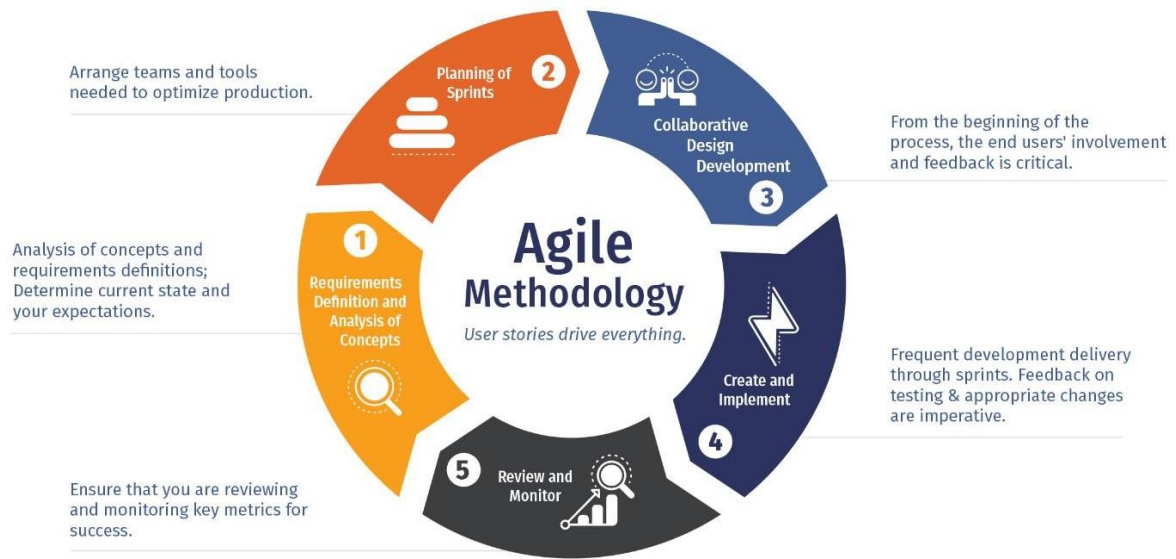 Agile
Methodology
User stories drive everything.
1
Requirements
Definition and
Analysis of
Concepts
Analysis of concepts and
requirements definitions;
Determine current state and
your expectations.
2
Planning of
Sprints
Arrange teams and tools
needed to optimize production.
Collaborative
Design
Development
3
From the beginning of the
process, the end users' involvement
and feedback is critical.
Create and
Implement
4
Frequent development delivery
through sprints. Feedback on
testing & appropriate changes
are imperative.
5
Review and
Monitor
Ensure that you are reviewing
and monitoring key metrics for
success.